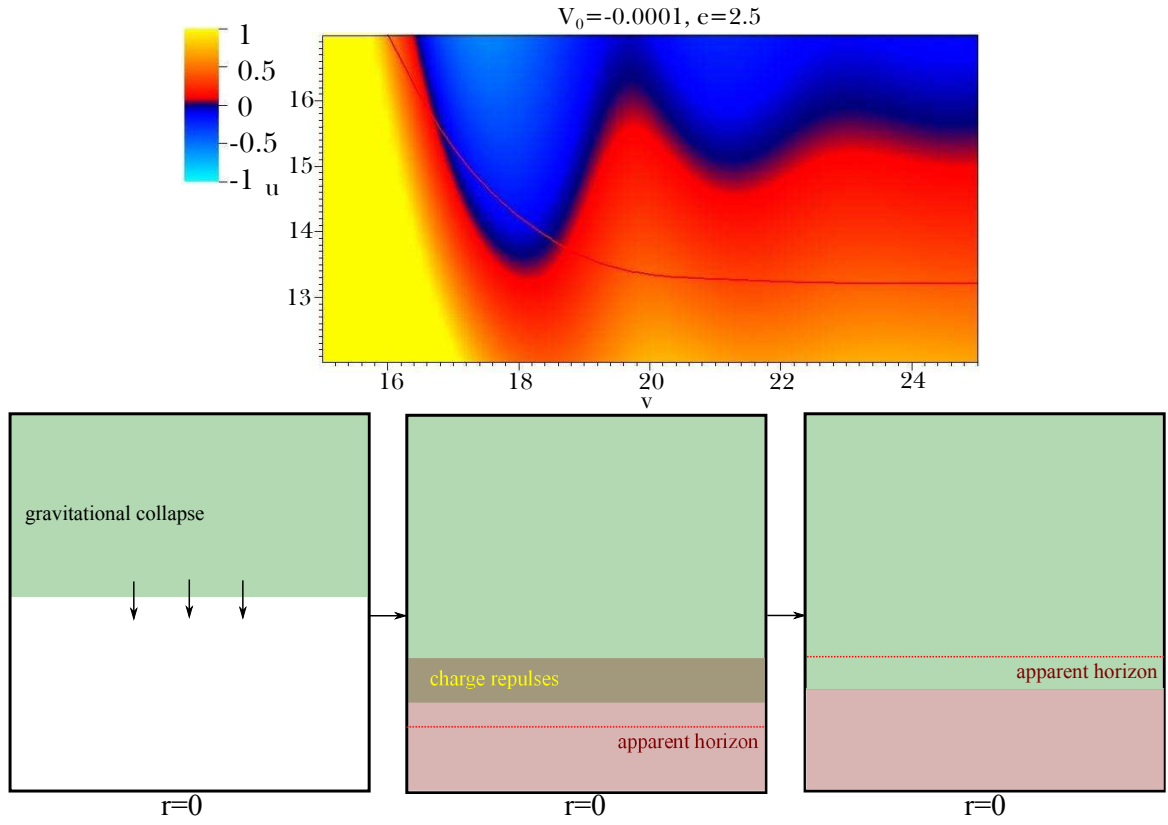 V₀=-0.0001, e=2.5
1
0.5
0
-0.5
-1
u
16
15
14
13
16 18 20 22 24
v
gravitational collapse
charge repulses
apparent horizon
apparent horizon
r=0 r=0 r=0